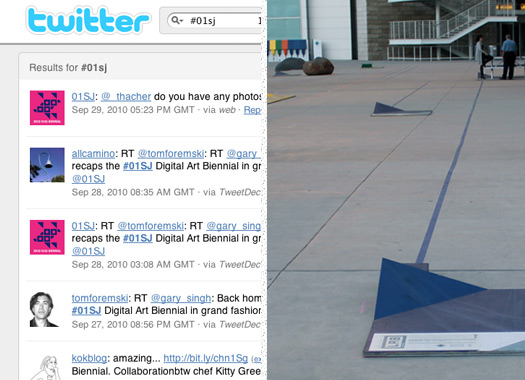 twitter
#01sj
Results for #01sj
01SJ: @_thacher do you have any photos
Sep 29, 2010 05:23 PM GMT · via web · Rep
allcamino: RT @tomforemski: RT @gary_
recaps the #01SJ Digital Art Biennial in gr
@01SJ
Sep 28, 2010 08:35 AM GMT · via TweetDec
01SJ: RT @tomforemski: RT @gary_sing
recaps the #01SJ Digital Art Biennial in gr
@01SJ
Sep 28, 2010 03:08 AM GMT · via TweetDec
tomforemski: RT @gary_singh: Back hom
#01SJ Digital Art Biennial in grand fashion
Sep 27, 2010 08:56 PM GMT · via TweetDec
kokblog: amazing... http://bit.ly/chn1Sg (ex
Biennial. Collaborationbtw chef Kitty Gree